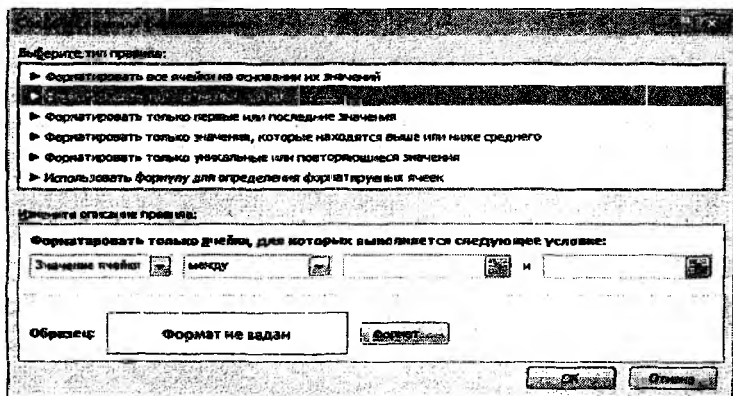 Выберите тип правила:
► Форматировать все ячейки на основании их значений
► Форматировать только первые или последние значения
► Форматировать только значения, которые находятся выше или ниже среднего
► Форматировать только уникальные или повторяющиеся значения
► Использовать формулу для определения форматируемых ячеек
Измените описание правила:
Форматировать только ячейки, для которых выполняется следующее условие:
Значение ячейки между и
Образец: Формат не задан Формат...
ОК Отмена